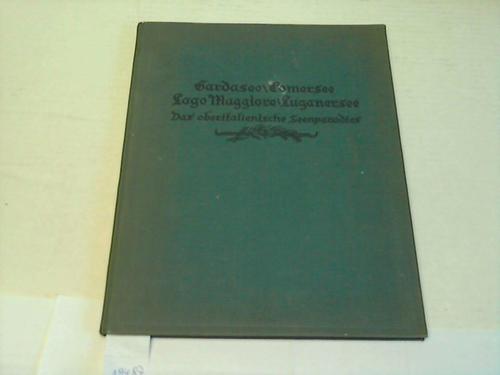 Gardasee\Comersee
Lago Maggiore\Luganersee
Das oberitalienische Seenparadies